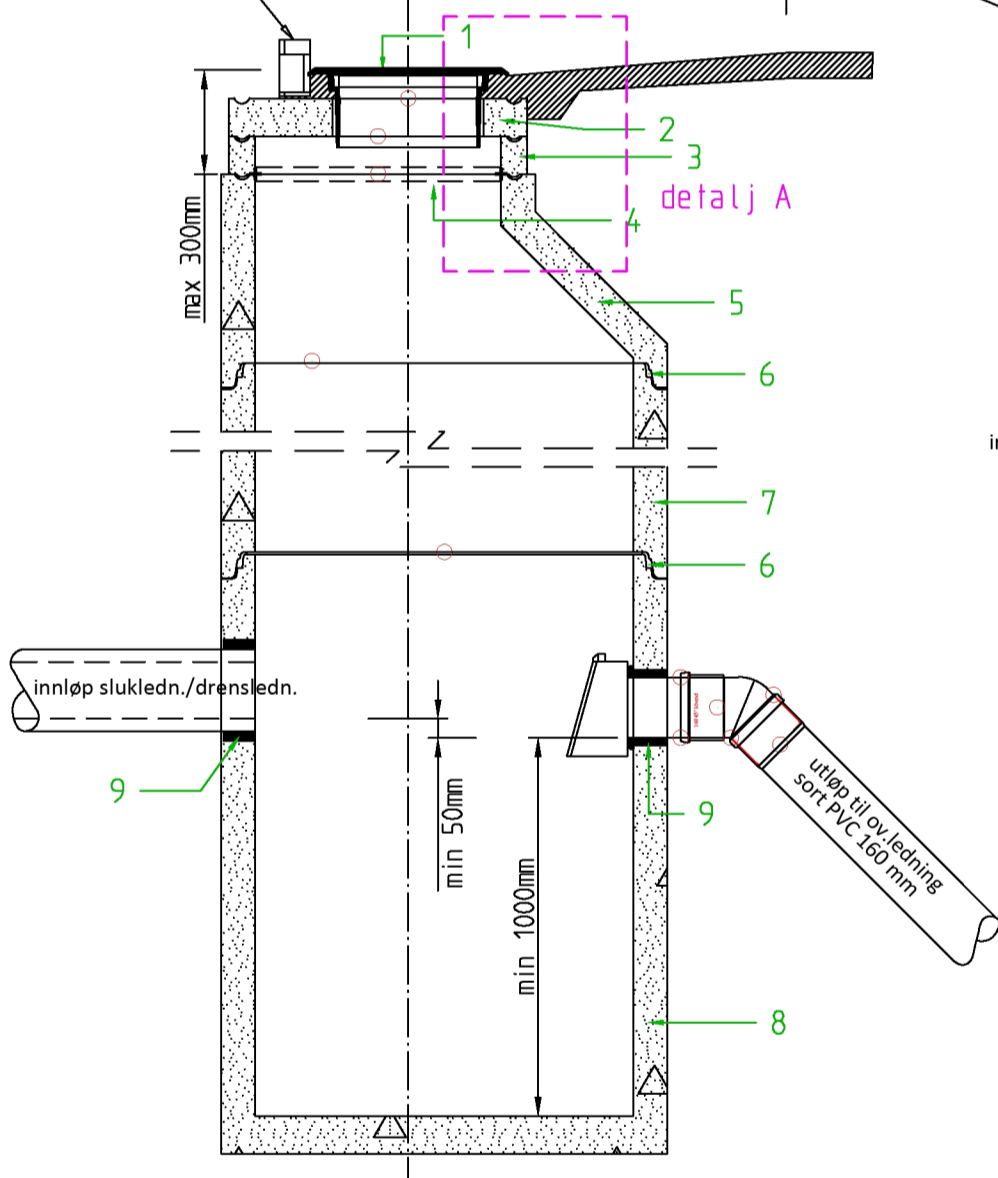 1
2
3
detalj A
4
max 300mm
5
6
7
6
innløp slukledn./drensledn.
9
min 50mm
9
utløp til ov.ledning
sort PVC 160 mm
min 1000mm
8